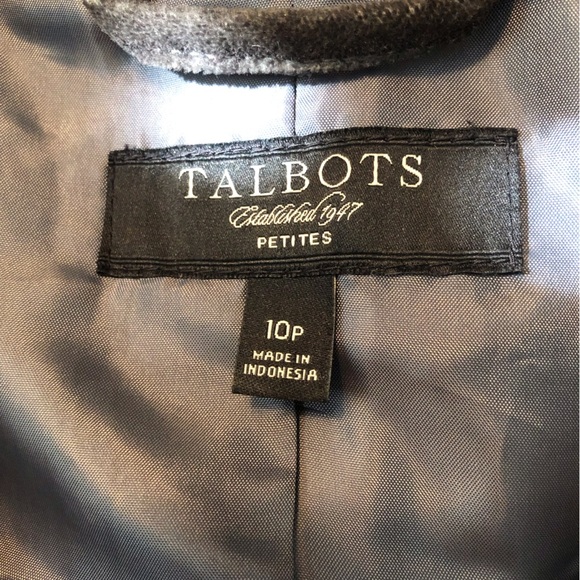 TALBOTS
Established 1947
PETITES
10P
MADE IN
INDONESIA